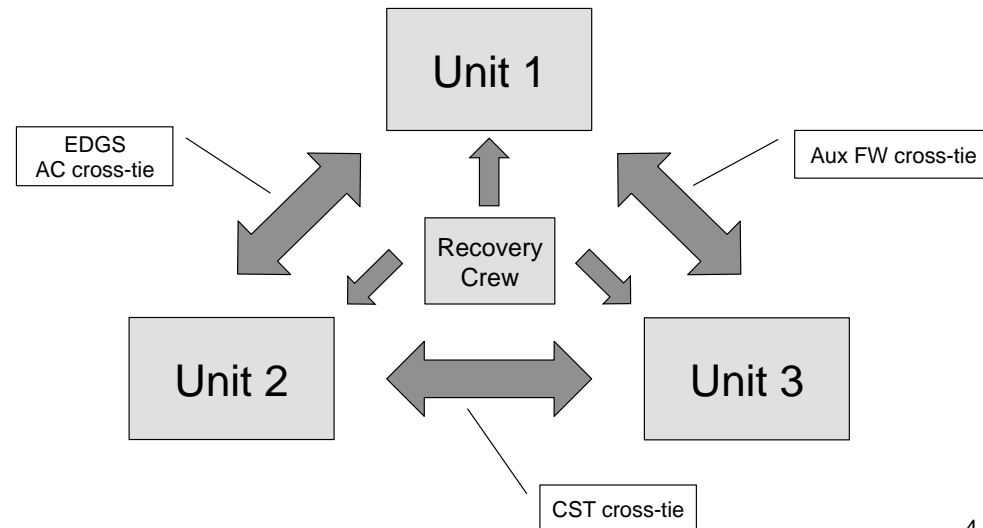 Unit 1
EDGS
AC cross-tie
Aux FW cross-tie
Recovery
Crew
Unit 2
Unit 3
CST cross-tie
4